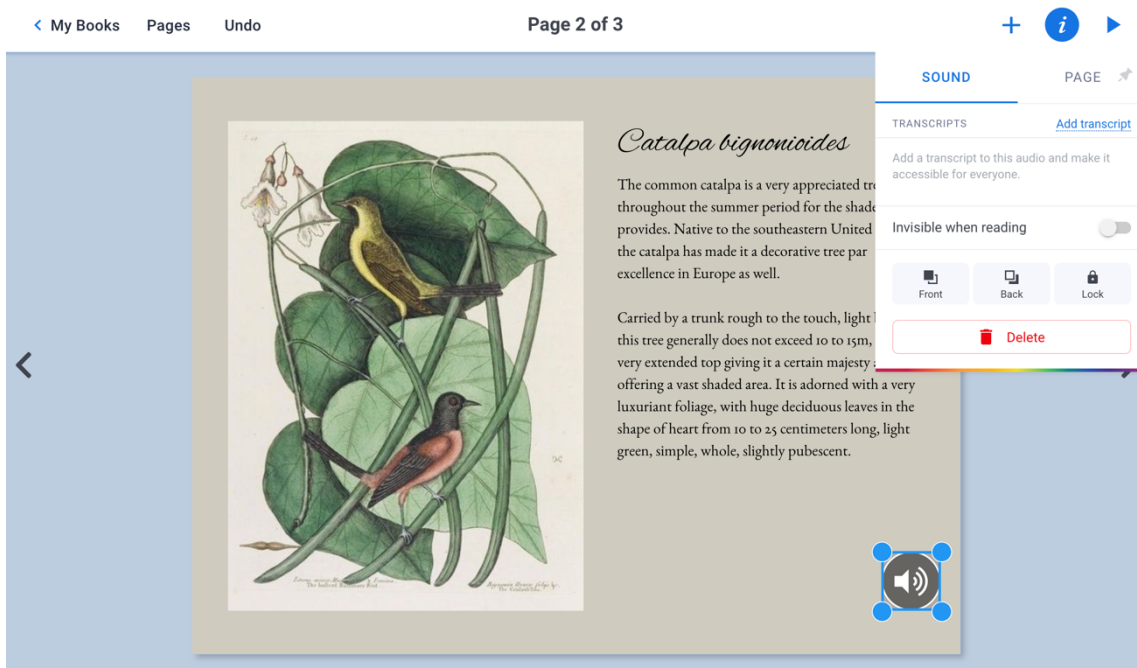 My Books Pages Undo Page 2 of 3
SOUND PAGE
TRANSCRIPTS Add transcript
Add a transcript to this audio and make it
accessible for everyone.
Invisible when reading
Front Back Lock
Delete
Catalpa bignonioides
The common catalpa is a very appreciated
throughout the summer period for the
provides. Native to the southeastern United
the catalpa has made it a decorative tree par
excellence in Europe as well.
Carried by a trunk rough to the touch, light
this tree generally does not exceed 10 to 15m,
very extended top giving it a certain majesty
offering a vast shaded area. It is adorned with a very
luxuriant foliage, with huge deciduous leaves in the
shape of heart from 10 to 25 centimeters long, light
green, simple, whole, slightly pubescent.